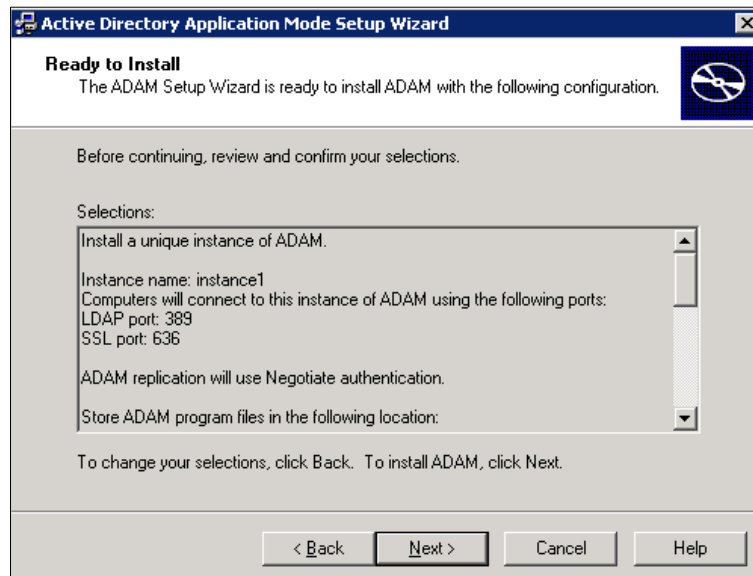 Active Directory Application Mode Setup Wizard
Ready to Install
The ADAM Setup Wizard is ready to install ADAM with the following configuration.
Before continuing, review and confirm your selections.
Selections:
Install a unique instance of ADAM.
Instance name: instance1
Computers will connect to this instance of ADAM using the following ports:
LDAP port: 389
SSL port: 636
ADAM replication will use Negotiate authentication.
Store ADAM program files in the following location:
To change your selections, click Back.  To install ADAM, click Next.
< Back
Next >
Cancel
Help